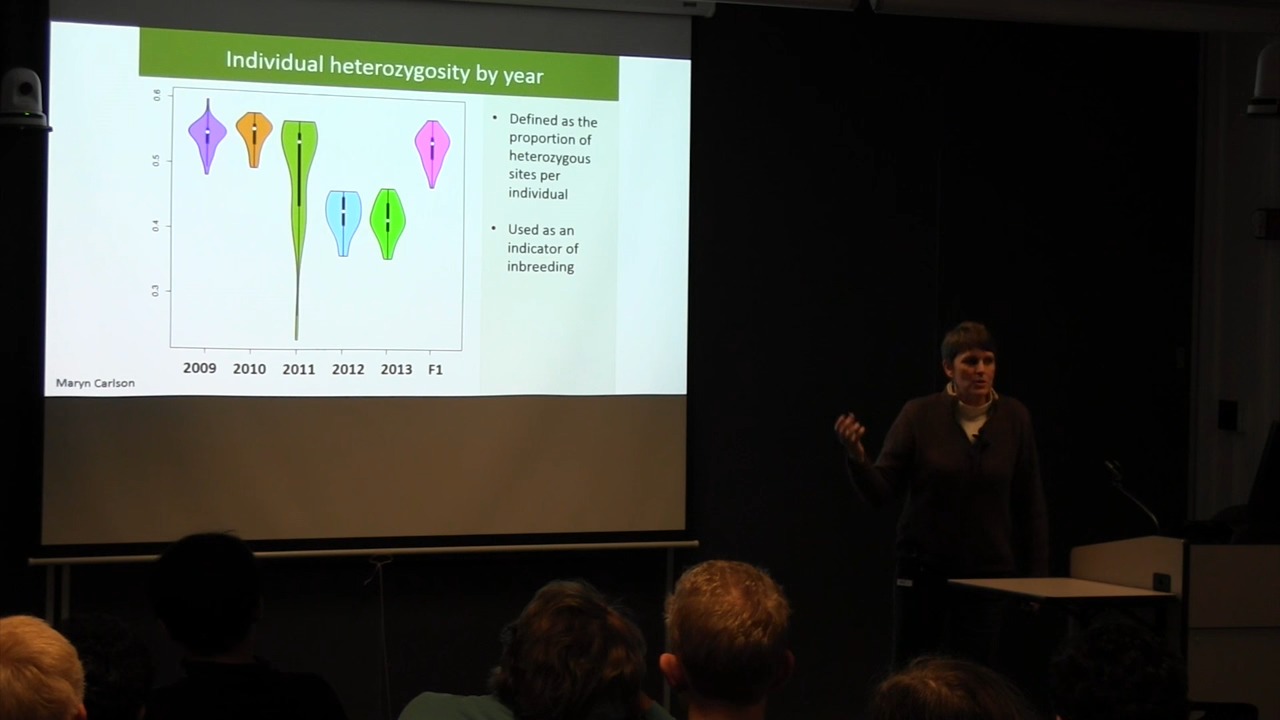 Individual heterozygosity by year
0.6
0.5
0.4
0.3
2009 2010 2011 2012 2013 F1
• Defined as the
proportion of
heterozygous
sites per
individual
• Used as an
indicator of
inbreeding
Maryn Carlson